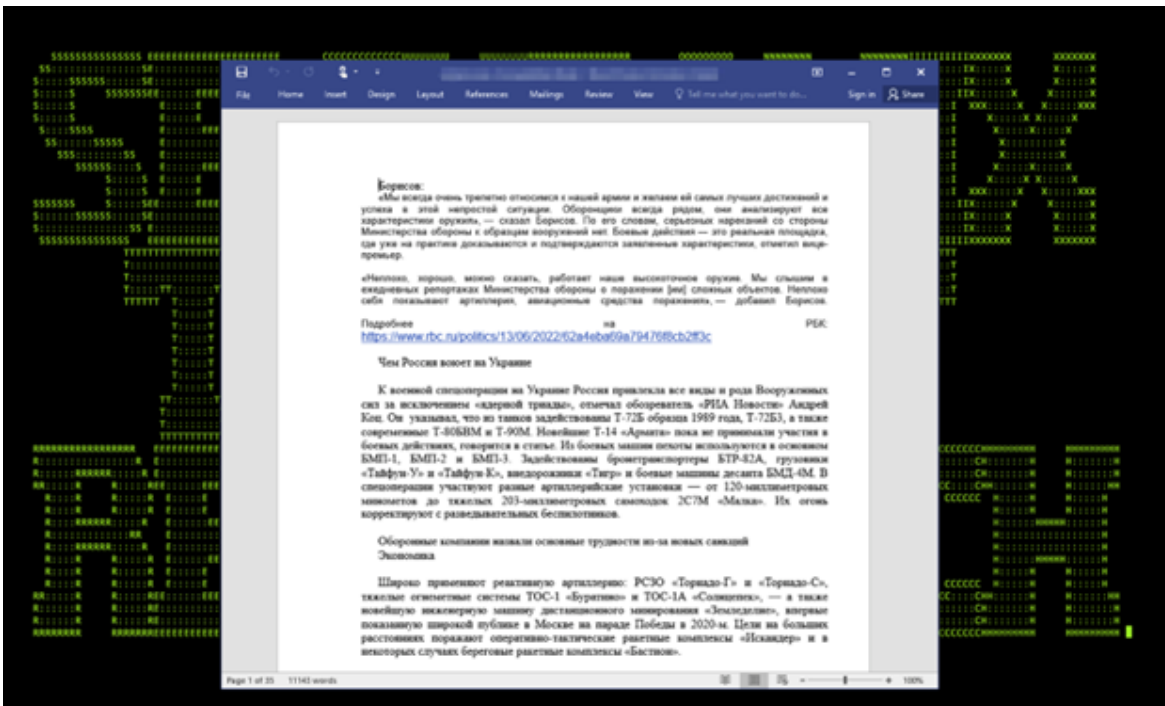 File Home Insert Design Layout References Mailings Review View Tell me what you want to do... Sign in Share
Борисов:
«Мы всегда очень трепетно относимся к нашей армии и желаем ей самых лучших достижений и
успеха в этой непростой ситуации. Оборонщики всегда рядом, они анализируют все
характеристики оружия», — сказал Борисов. По его словам, серьезных нареканий со стороны
Министерства обороны к образцам вооружений нет. Боевые действия — это реальная площадка,
где уже на практике доказываются и подтверждаются заявленные характеристики, отметил вице-
премьер.
«Неплохо, хорошо, можно сказать, работает наше высокоточное оружие. Мы слышим в
ежедневных репортажах Министерства обороны о поражении [им] сложных объектов. Неплохо
себя показывают артиллерия, авиационные средства поражения», — добавил Борисов.
Подробнее на РБК:
https://www.rbc.ru/politics/13/06/2022/62a4eba69a79476f8cb2ff3c
Чем Россия воюет на Украине
К военной спецоперации на Украине Россия привлекла все виды и рода Вооруженных
сил за исключением «ядерной триады», отмечал обозреватель «РИА Новости» Андрей
Коц. Он указывал, что из танков задействованы Т-72Б образца 1989 года, Т-72Б3, а также
современные Т-80БВМ и Т-90М. Новейшие Т-14 «Армата» пока не принимали участия в
боевых действиях, говорится в статье. Из боевых машин пехоты используются в основном
БМП-1, БМП-2 и БМП-3. Задействованы бронетранспортеры БТР-82А, грузовики
«Тайфун-У» и «Тайфун-К», внедорожники «Тигр» и боевые машины десанта БМД-4М. В
спецоперации участвуют разные артиллерийские установки — от 120-миллиметровых
минометов до тяжелых 203-миллиметровых самоходок 2С7М «Малка». Их огонь
корректируют с разведывательных беспилотников.
Оборонные компании назвали основные трудности из-за новых санкций
Экономика
Широко применяют реактивную артиллерию: РСЗО «Торнадо-Г» и «Торнадо-С»,
тяжелые огнеметные системы ТОС-1 «Буратино» и ТОС-1А «Солнцепек», — а также
новейшую инженерную машину дистанционного минирования «Земледелие», впервые
показанную широкой публике в Москве на параде Победы в 2020-м. Цели на больших
расстояниях поражают оперативно-тактические ракетные комплексы «Искандер» и в
некоторых случаях береговые ракетные комплексы «Бастион».
Page 1 of 35 11143 words 100%